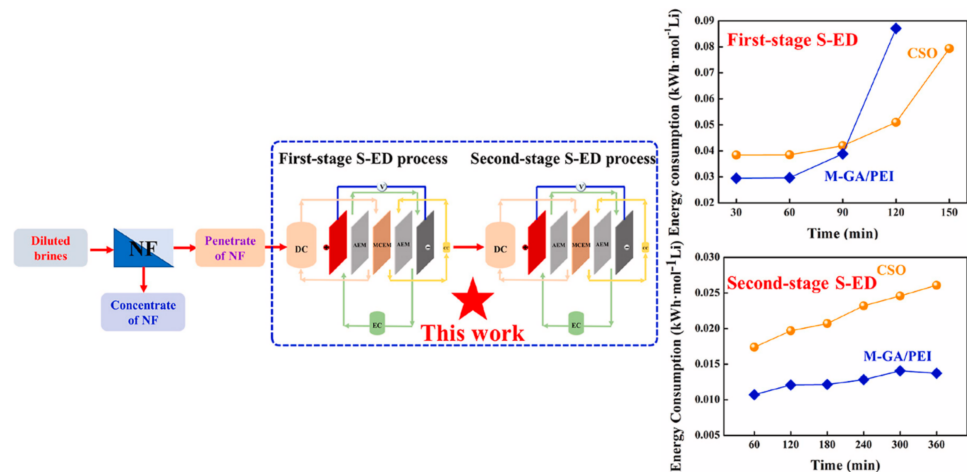 Diluted
brines
NF
Concentrate
of NF
Penetrate
of NF
First-stage S-ED process
V
DC
AEM
MCEM
AEM
EC
Second-stage S-ED process
V
DC
AEM
MCEM
AEM
EC
This work
Energy consumption (kWh·mol⁻¹Li)
0.09
0.08
0.07
0.06
0.05
0.04
0.03
0.02
First-stage S-ED
CSO
M-GA/PEI
30 60 90 120 150
Time (min)
Energy Consumption (kWh·mol⁻¹Li)
0.030
0.025
0.020
0.015
0.010
0.005
Second-stage S-ED
CSO
M-GA/PEI
60 120 180 240 300 360
Time (min)